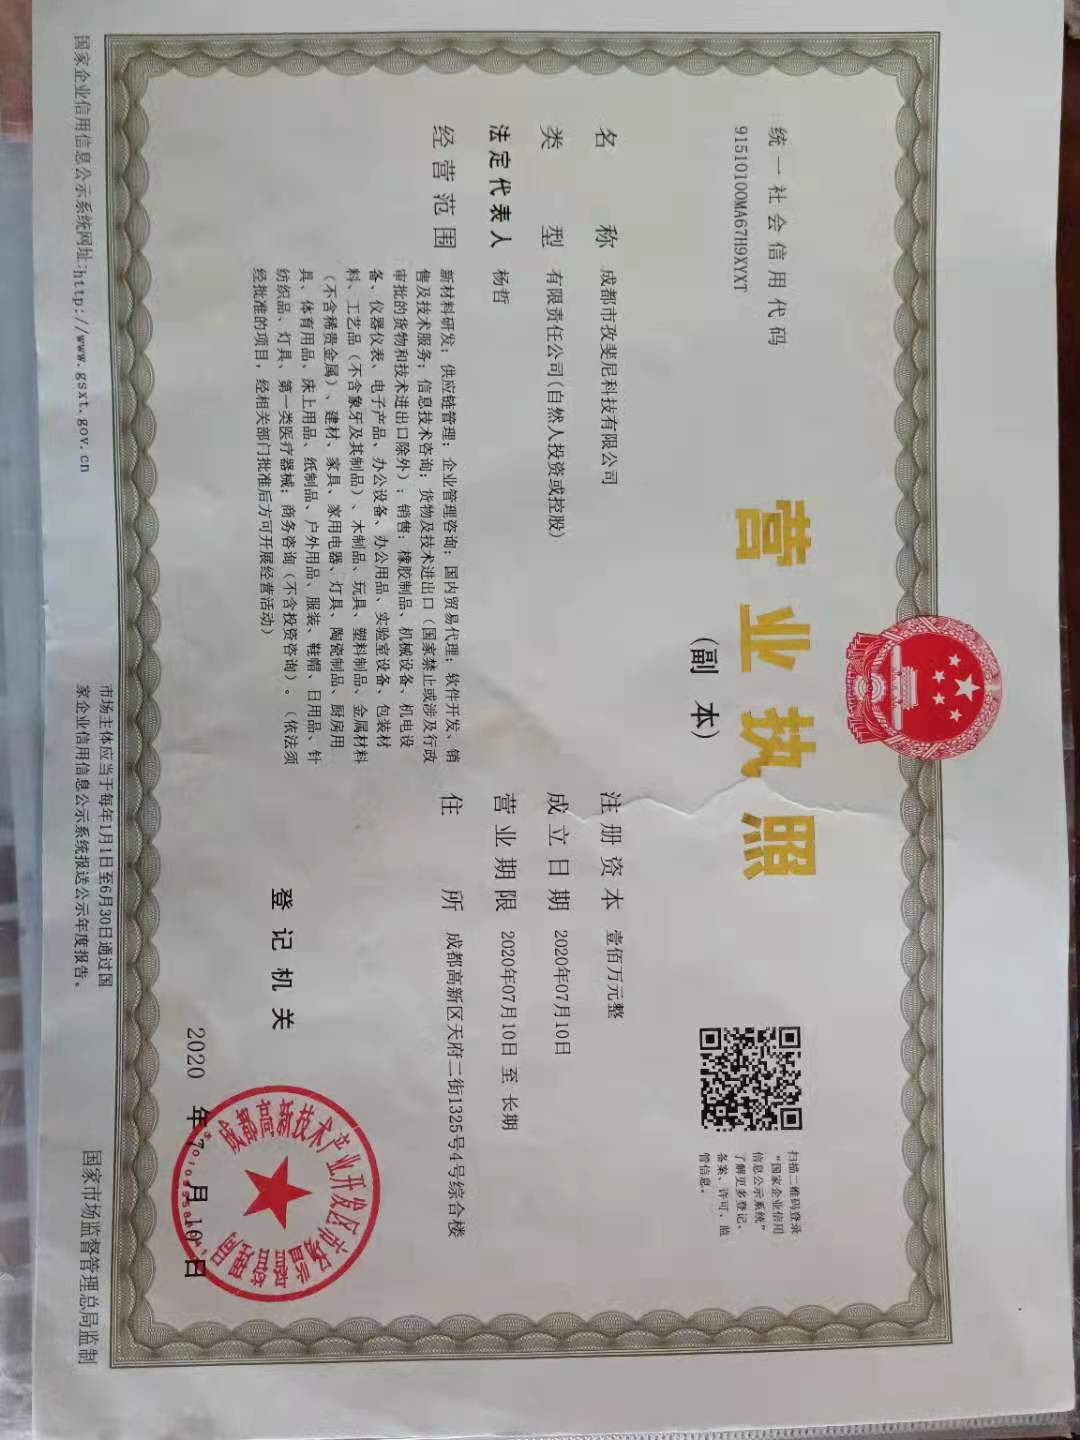 统一社会信用代码
91510100MA67H9XYXT
营业执照
（副 本）
扫描二维码登录
“国家企业信用
信息公示系统”
了解更多登记、
备案、许可、监
管信息。
名称 成都市孜斐尼科技有限公司
类型 有限责任公司(自然人投资或控股)
法定代表人 杨哲
经营范围 新材料研发；供应链管理；企业管理咨询；国内贸易代理；软件开发、销
售及技术服务；信息技术咨询；货物及技术进出口（国家禁止或涉及行政
审批的货物和技术进出口除外）；销售：橡胶制品、机械设备、机电设
备、仪器仪表、电子产品、办公设备、办公用品、实验室设备、包装材
料、工艺品（不含象牙及其制品）、木制品、玩具、塑料制品、金属材料
（不含稀贵金属）、建材、家具、家用电器、灯具、陶瓷制品、厨房用
具、体育用品、床上用品、纸制品、户外用品、服装、鞋帽、日用品、针
纺织品、灯具、第一类医疗器械；商务咨询（不含投资咨询）。（依法须
经批准的项目，经相关部门批准后方可开展经营活动）
注册资本 壹佰万元整
成立日期 2020年07月10日
营业期限 2020年07月10日 至 长期
住所 成都高新区天府二街1325号4号综合楼
登记机关
成都高新技术产业开发区市场监督管理局
2020 年 7 月 10 日
国家企业信用信息公示系统网址:http://www.gsxt.gov.cn
市场主体应当于每年1月1日至6月30日通过国
家企业信用信息公示系统报送公示年度报告。
国家市场监督管理总局监制